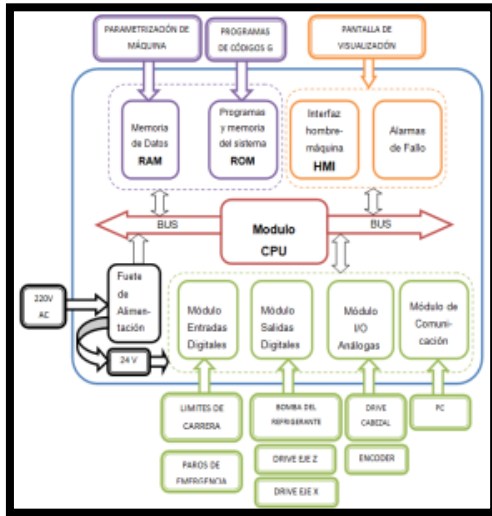 PARAMETRIZACIÓN DE
MÁQUINA
PROGRAMAS
DE CÓDIGOS G
PANTALLA DE
VISUALIZACIÓN
Memoria
de Datos
RAM
Programas
y memoria
del sistema
ROM
Interfaz
hombre-
máquina
HMI
Alarmas
de Fallo
BUS
Modulo
CPU
BUS
220V
AC
Fuete
de
Alimen-
tación
24 V
Módulo
Entradas
Digitales
Módulo
Salidas
Digitales
Módulo
I/O
Análogas
Módulo de
Comuni-
cación
LIMITES DE
CARRERA
PAROS DE
EMERGENCIA
BOMBA DEL
REFRIGERANTE
DRIVE EJE Z
DRIVE EJE X
DRIVE
CABEZAL
ENCODER
PC